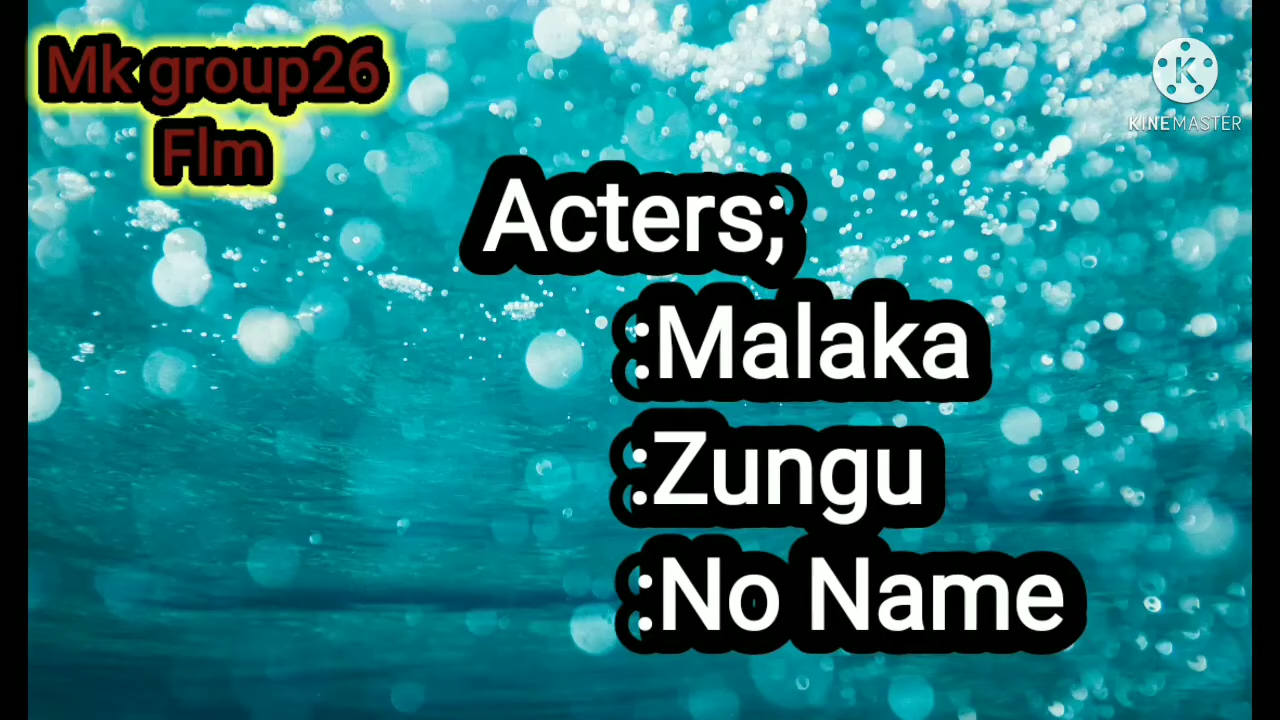 Mk group26
Flm
KINEMASTER
Acters;
:Malaka
:Zungu
:No Name